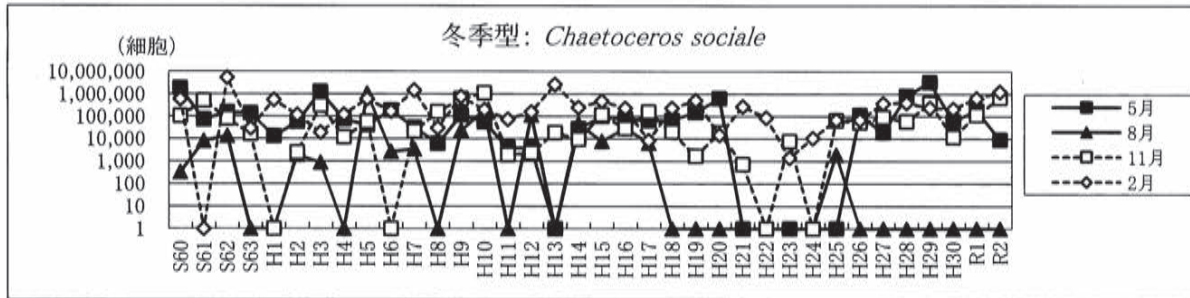 冬季型: Chaetoceros sociale
(細胞)
10,000,000
1,000,000
100,000
10,000
1,000
100
10
1
S60 S61 S62 S63 H1 H2 H3 H4 H5 H6 H7 H8 H9 H10 H11 H12 H13 H14 H15 H16 H17 H18 H19 H20 H21 H22 H23 H24 H25 H26 H27 H28 H29 H30 R1 R2
5月
8月
11月
2月